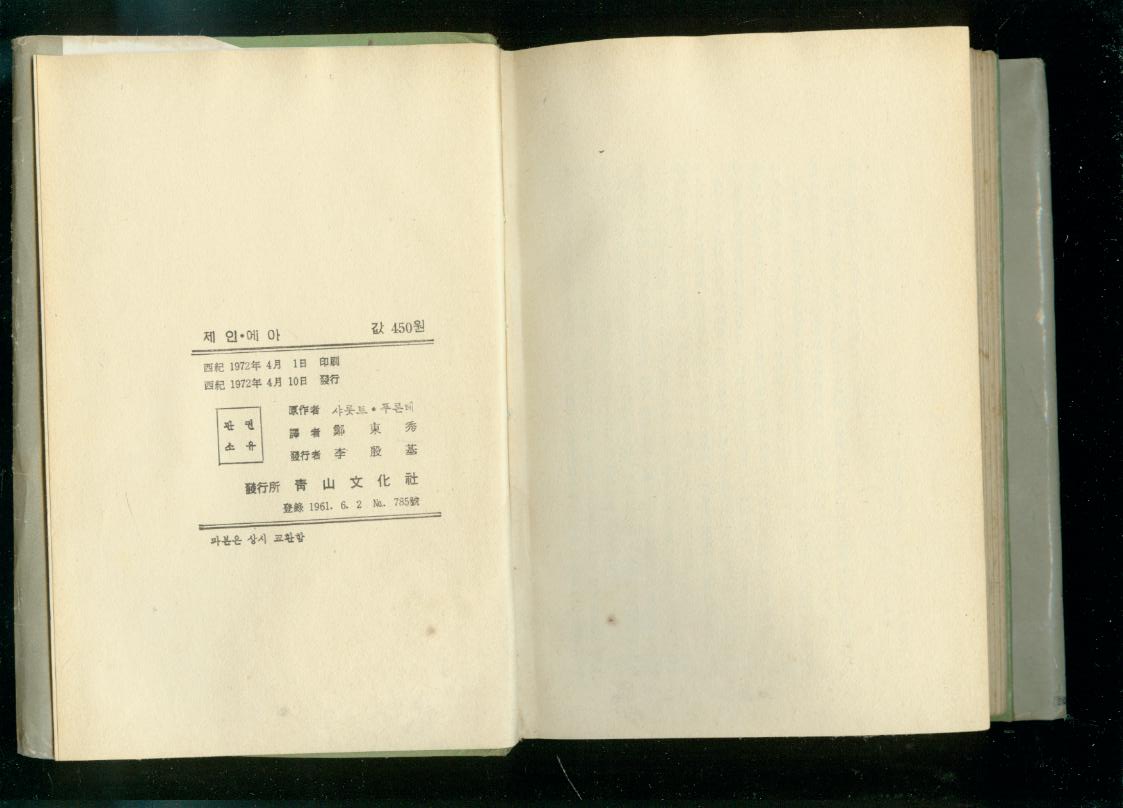 제 인·에 아 값 450원
西紀 1972年 4月 1日 印刷
西紀 1972年 4月 10日 發行
판 권
소 유
原作者 샤롯트·푸론테
譯者 鄭東秀
發行者 李殷基
發行所 靑山文化社
登錄 1961. 6. 2 №. 785號
파본은 상시 교환함